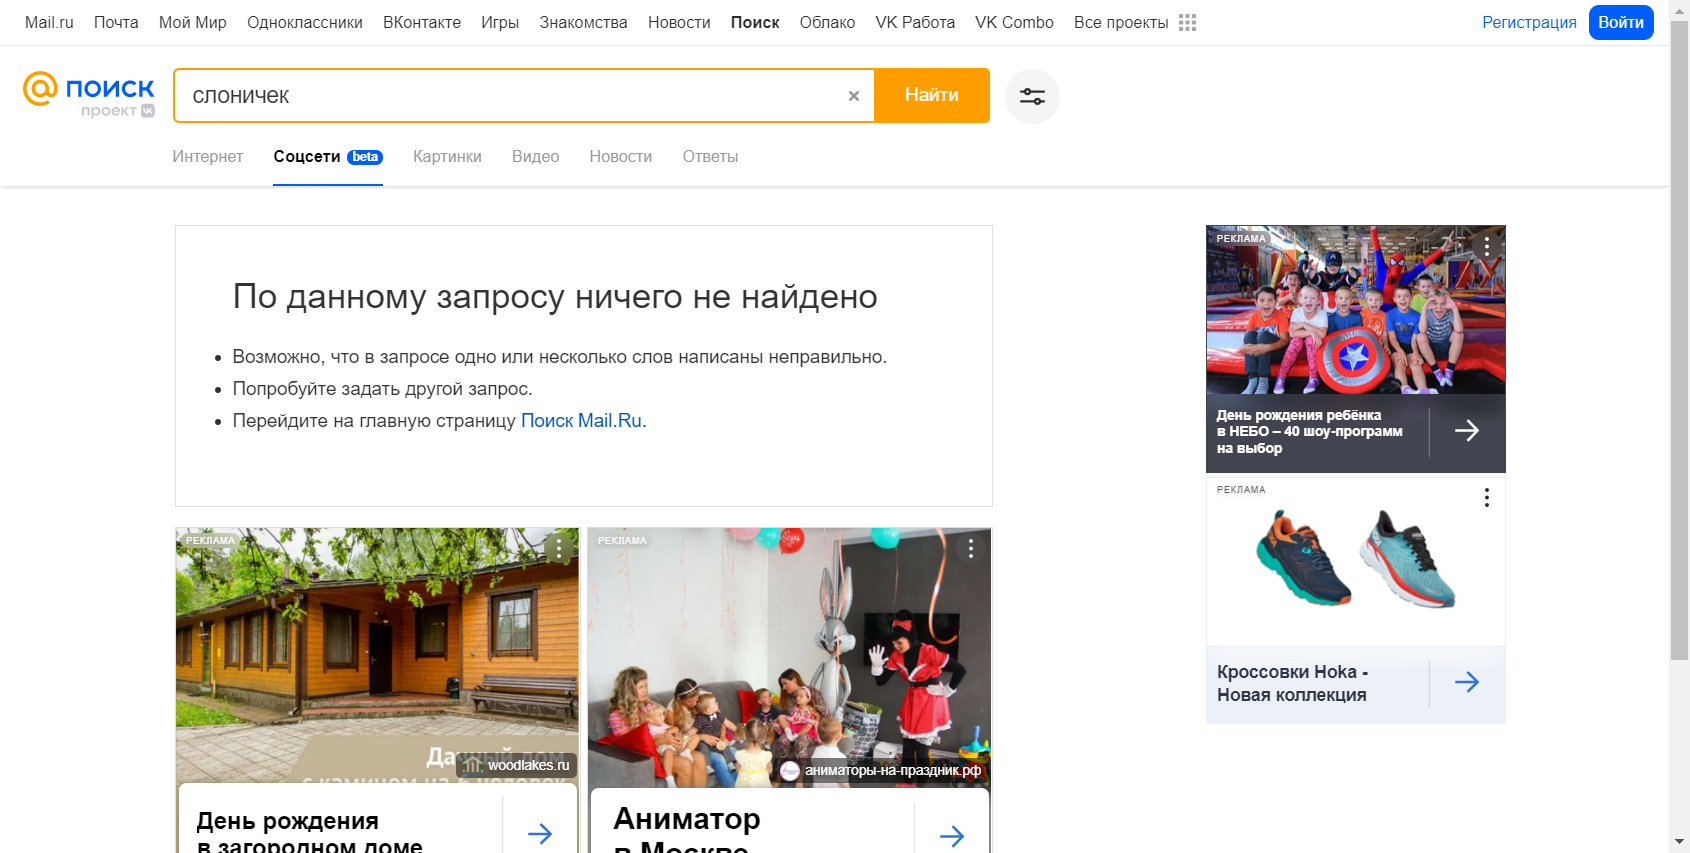 Mail.ru Почта Мой Мир Одноклассники ВКонтакте Игры Знакомства Новости Поиск Облако VK Работа VK Combo Все проекты Регистрация Войти
ПОИСК
проект
слоничек
Найти
Интернет Соцсети beta Картинки Видео Новости Ответы
По данному запросу ничего не найдено
Возможно, что в запросе одно или несколько слов написаны неправильно.
Попробуйте задать другой запрос.
Перейдите на главную страницу Поиск Mail.Ru.
РЕКЛАМА
День рождения ребёнка
в НЕБО – 40 шоу-программ
на выбор
РЕКЛАМА
Кроссовки Hoka -
Новая коллекция
РЕКЛАМА
woodlakes.ru
День рождения
в загородном доме
РЕКЛАМА
аниматоры-на-праздник.рф
Аниматор
в Москве